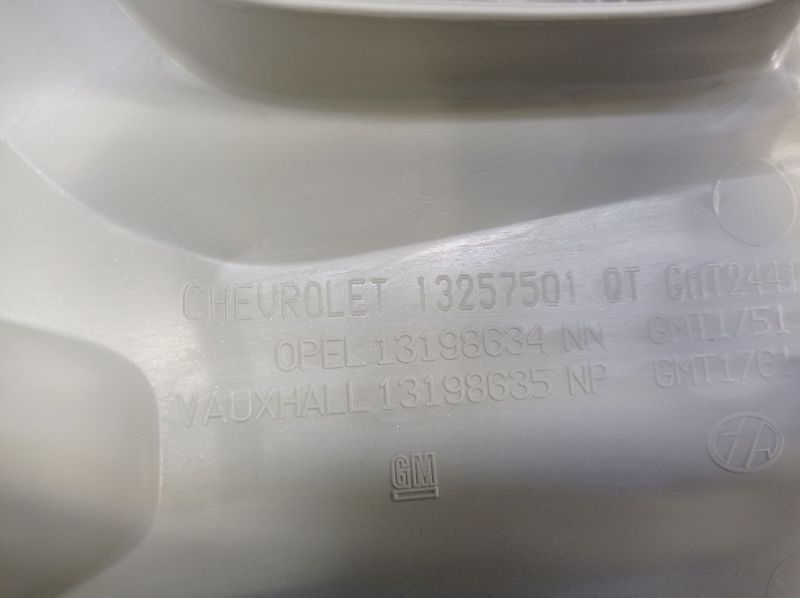 CHEVROLET 13257501 QT GMT2441
OPEL 13198634 NN GMT1751
VAUXHALL 13198635 NP GMT1761
GM